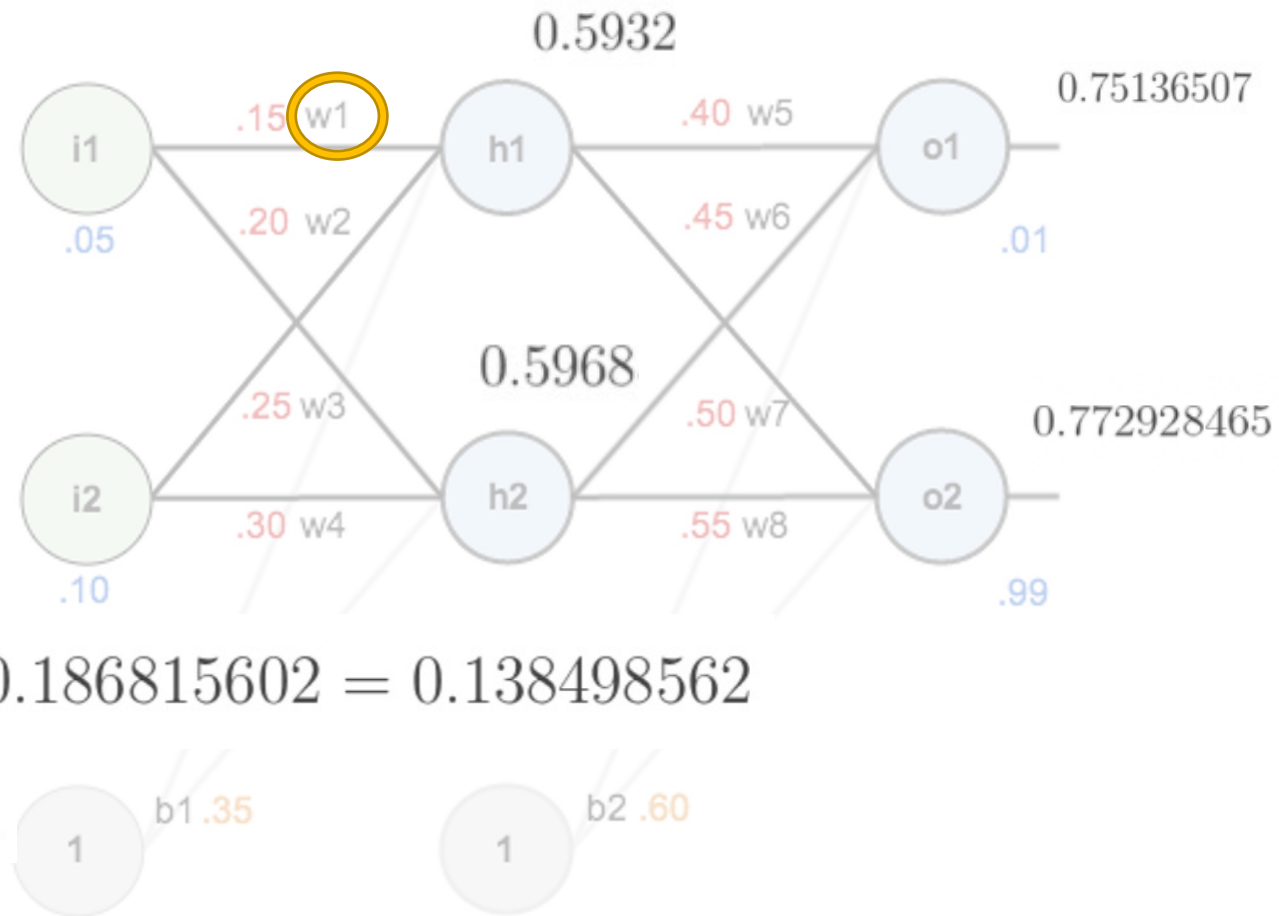 0.5932
0.75136507
.15 w1
.40 w5
i1
h1
o1
.20 w2
.45 w6
.05
.01
0.5968
.25 w3
.50 w7
0.772928465
i2
h2
o2
.30 w4
.55 w8
.10
.99
0.186815602 = 0.138498562
b1 .35
b2 .60
1
1